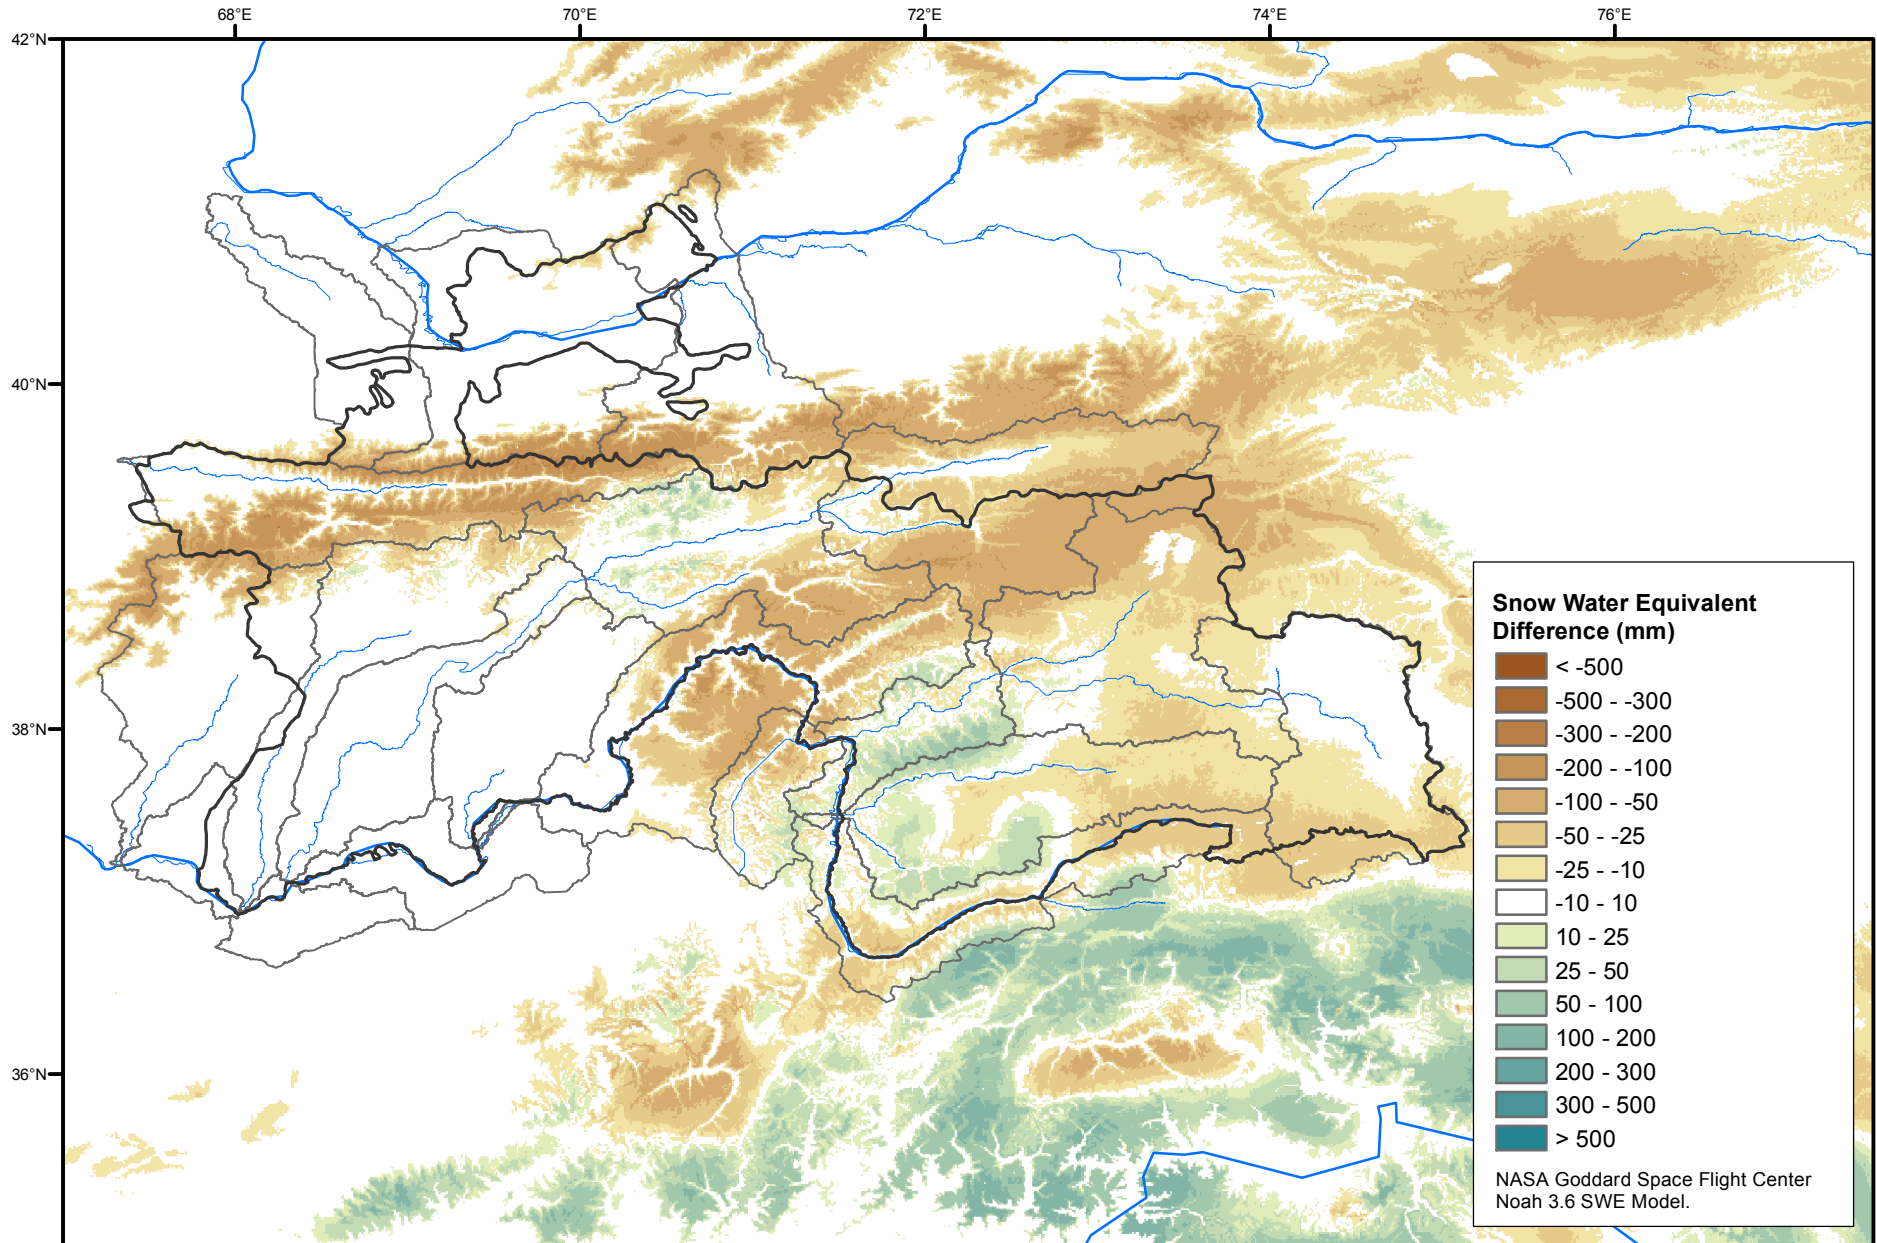 68°E 70°E 72°E 74°E 76°E
42°N
40°N
38°N
36°N
Snow Water Equivalent
Difference (mm)
< -500
-500 - -300
-300 - -200
-200 - -100
-100 - -50
-50 - -25
-25 - -10
-10 - 10
10 - 25
25 - 50
50 - 100
100 - 200
200 - 300
300 - 500
> 500
NASA Goddard Space Flight Center
Noah 3.6 SWE Model.